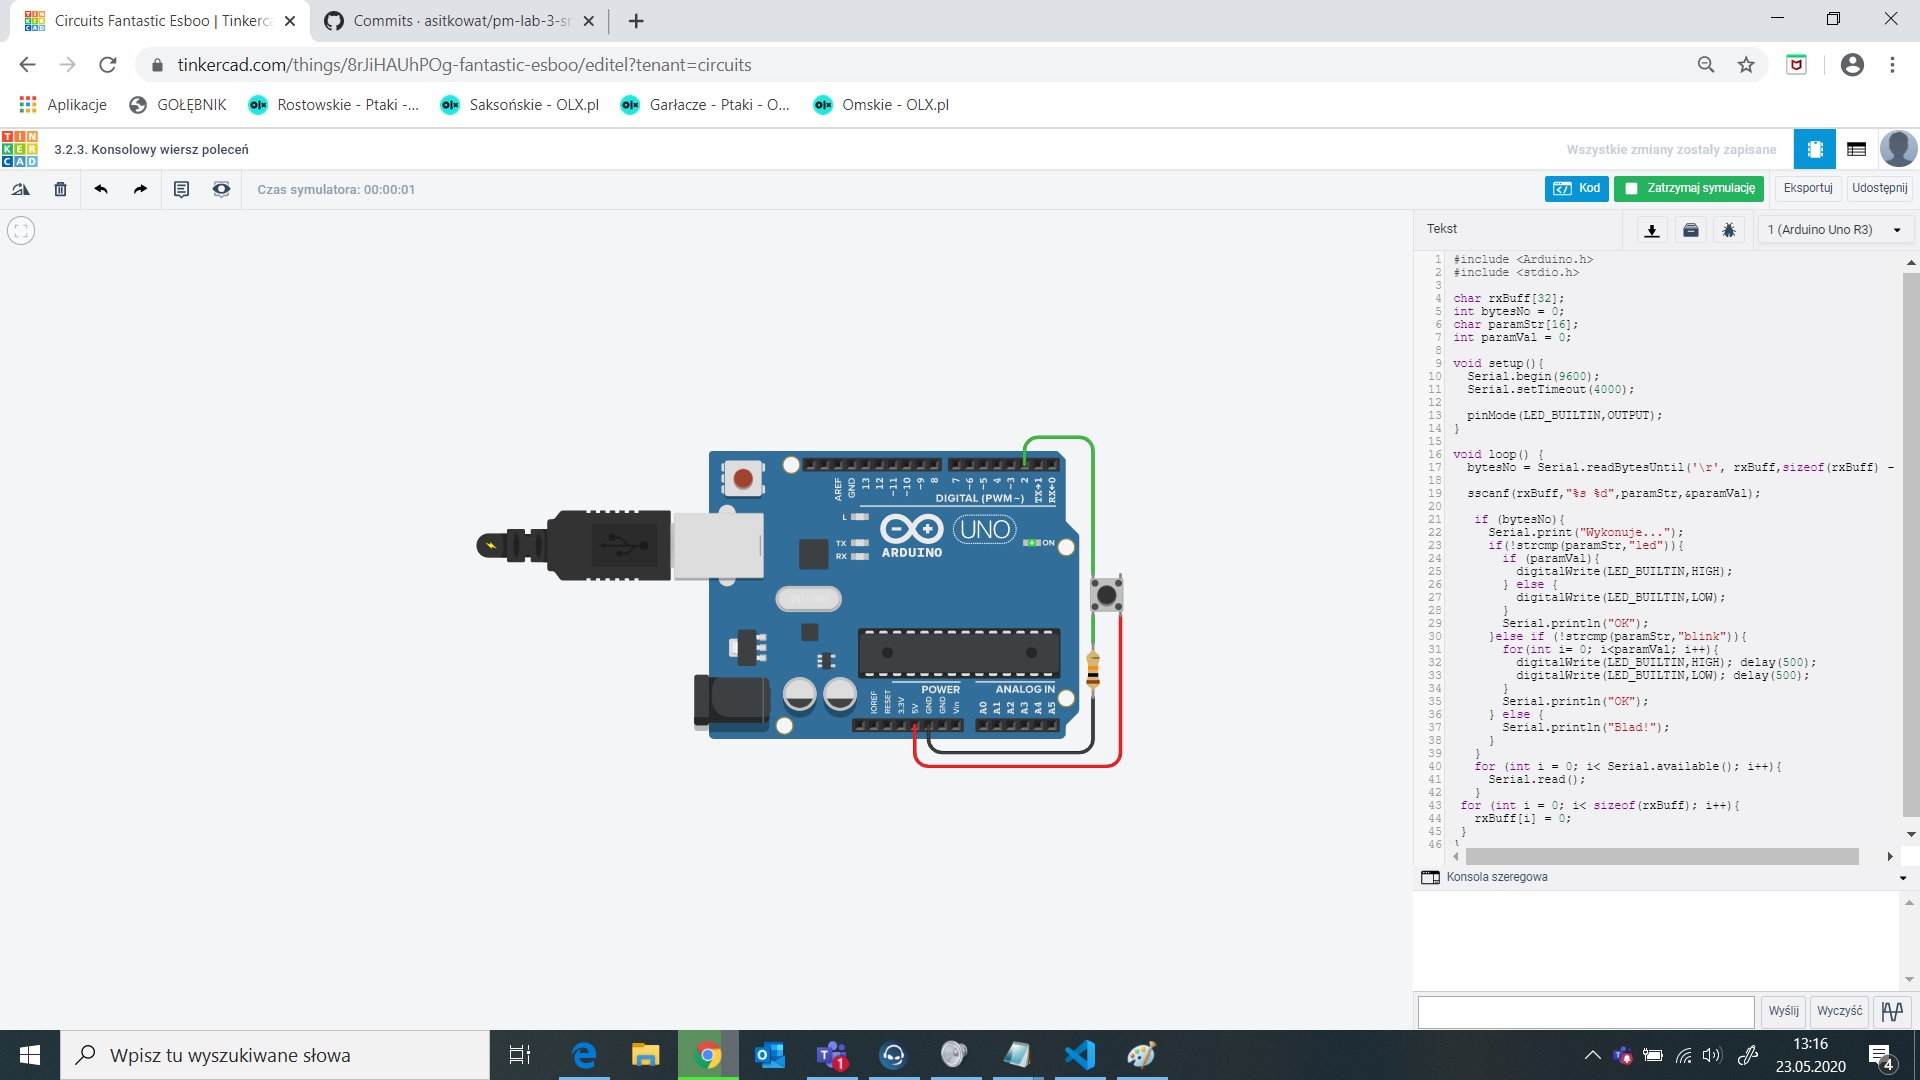 Circuits Fantastic Esboo | Tinkerca
Commits · asitkowat/pm-lab-3-sr
tinkercad.com/things/8rJiHAUhPOg-fantastic-esboo/editel?tenant=circuits
Aplikacje
GOŁĘBNIK
Rostowskie - Ptaki -...
Saksońskie - OLX.pl
Garłacze - Ptaki - O...
Omskie - OLX.pl
TIN
KER
CAD
3.2.3. Konsolowy wiersz poleceń
Wszystkie zmiany zostały zapisane
Czas symulatora: 00:00:01
Kod
Zatrzymaj symulację
Eksportuj
Udostępnij
Tekst
1 (Arduino Uno R3)
1 #include <Arduino.h>
2 #include <stdio.h>
3
4 char rxBuff[32];
5 int bytesNo = 0;
6 char paramStr[16];
7 int paramVal = 0;
8
9 void setup(){
10 Serial.begin(9600);
11 Serial.setTimeout(4000);
12
13 pinMode(LED_BUILTIN,OUTPUT);
14 }
15
16 void loop() {
17 bytesNo = Serial.readBytesUntil('\r', rxBuff,sizeof(rxBuff) -
18
19 sscanf(rxBuff,"%s %d",paramStr,&paramVal);
20
21 if (bytesNo){
22 Serial.print("Wykonuje...");
23 if(!strcmp(paramStr,"led")){
24 if (paramVal){
25 digitalWrite(LED_BUILTIN,HIGH);
26 } else {
27 digitalWrite(LED_BUILTIN,LOW);
28 }
29 Serial.println("OK");
30 }else if (!strcmp(paramStr,"blink")){
31 for(int i= 0; i<paramVal; i++){
32 digitalWrite(LED_BUILTIN,HIGH); delay(500);
33 digitalWrite(LED_BUILTIN,LOW); delay(500);
34 }
35 Serial.println("OK");
36 } else {
37 Serial.println("Blad!");
38 }
39 }
40 for (int i = 0; i< Serial.available(); i++){
41 Serial.read();
42 }
43 for (int i = 0; i< sizeof(rxBuff); i++){
44 rxBuff[i] = 0;
45 }
46 }
AREF
GND
13
12
~11
~10
~9
8
7
~6
~5
4
~3
2
TX→1
RX←0
DIGITAL (PWM~)
L
TX
RX
ARDUINO
UNO
ON
POWER
ANALOG IN
IOREF
RESET
3.3V
5V
GND
GND
Vin
A0
A1
A2
A3
A4
A5
Konsola szeregowa
Wyślij
Wyczyść
Wpisz tu wyszukiwane słowa
1
13:16
23.05.2020
4